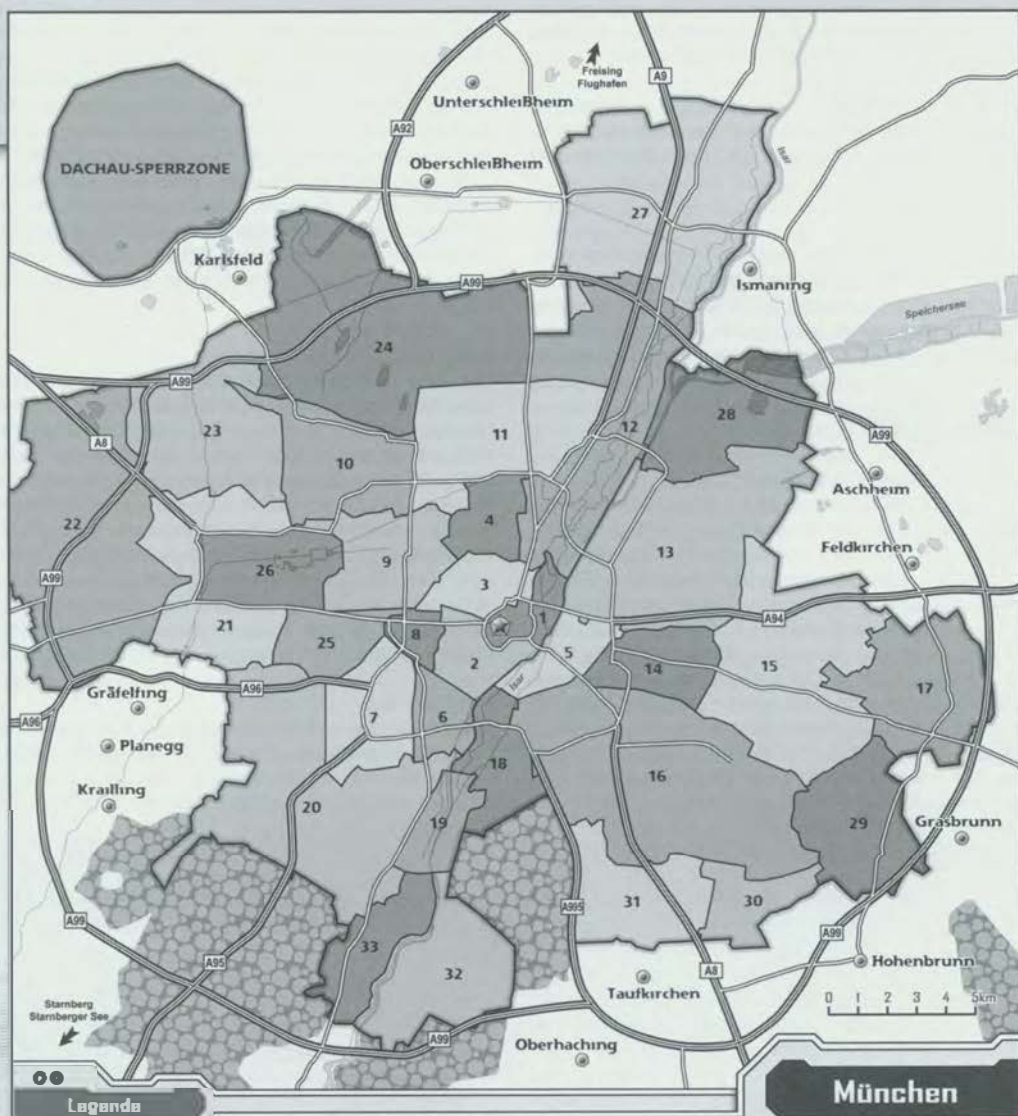 Freising
Flughafen
A9
Unterschleißheim
A92
Isar
DACHAU-SPERRZONE
Oberschleißheim
27
Karlsfeld
A99
Ismaning
Speichersee
24
A99
28
23
11
12
A99
A8
10
Aschheim
22
4
13
Feldkirchen
A99
26
9
3
1
A94
21
25
8
2
5
14
15
Isar
17
Gräfelfing
A96
A96
7
6
Planegg
18
16
Krailling
20
19
29
Grasbrunn
31
30
A99
A995
A99
33
A95
32
A8
Hohenbrunn
Taufkirchen
0 1 2 3 4 5km
Starnberg
Starnberger See
A99
Oberhaching
München
Legende